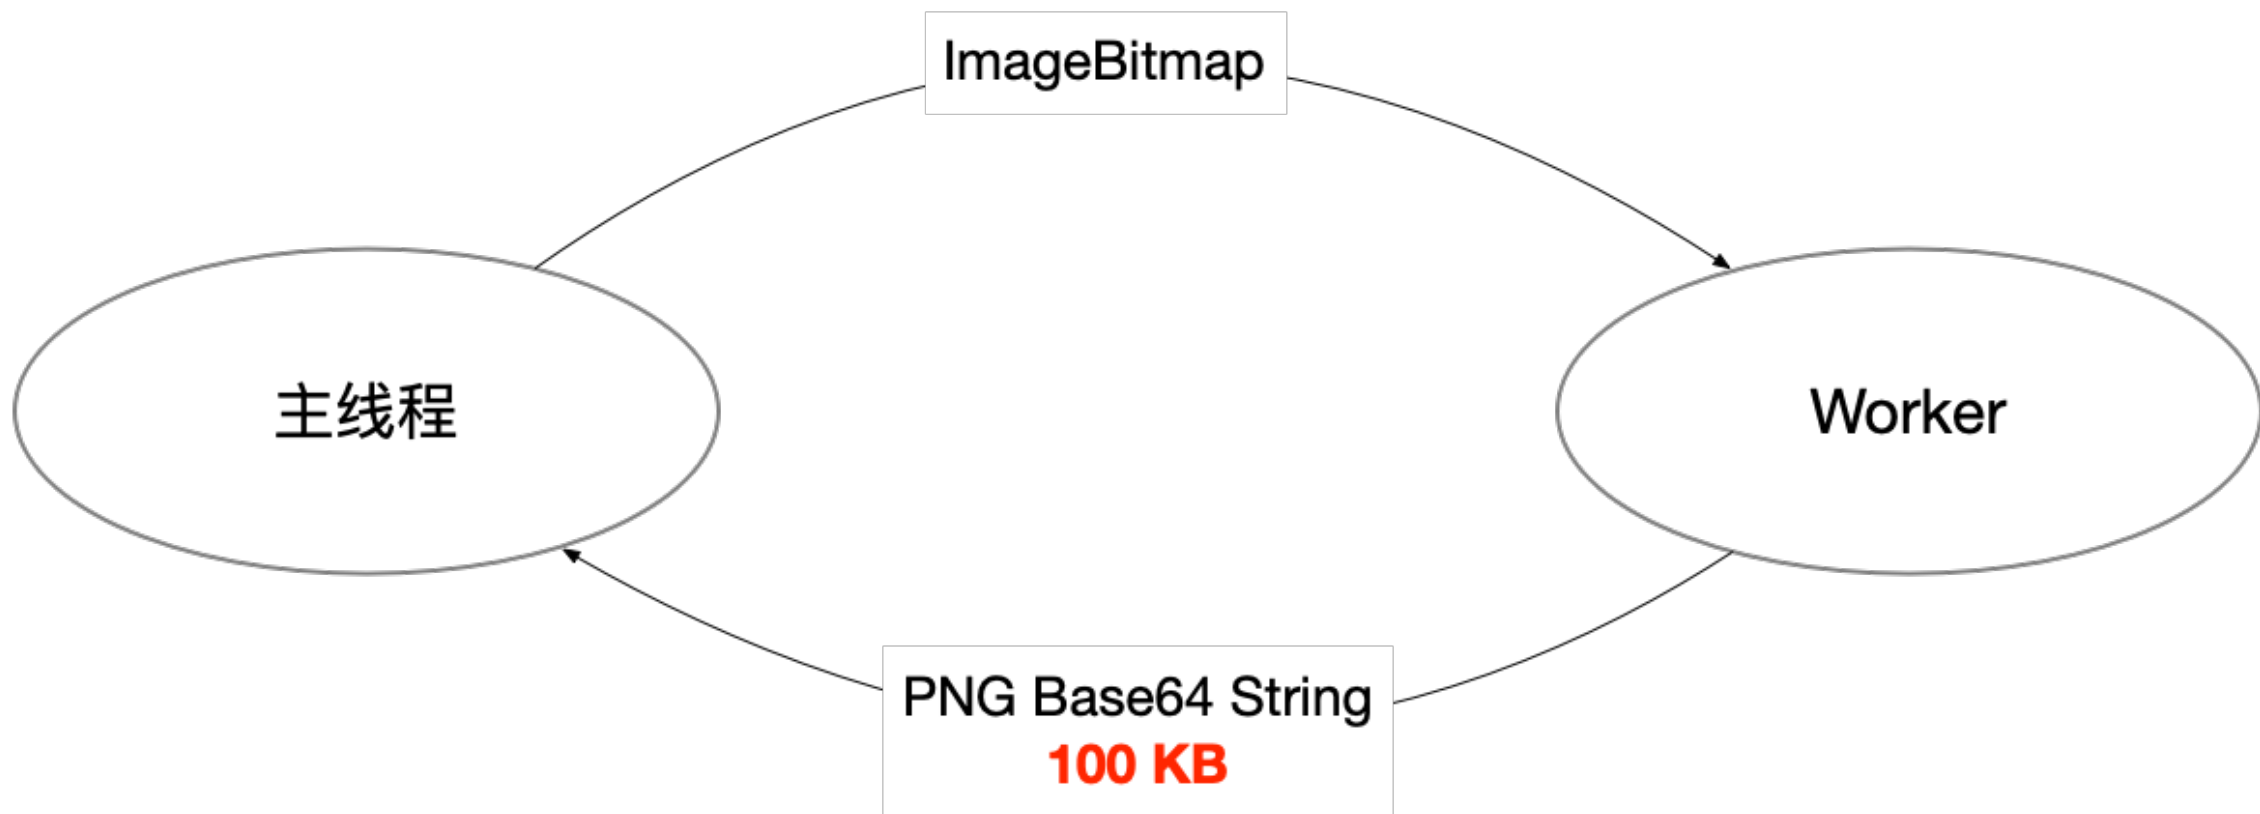 ImageBitmap
主线程
Worker
PNG Base64 String
100 KB